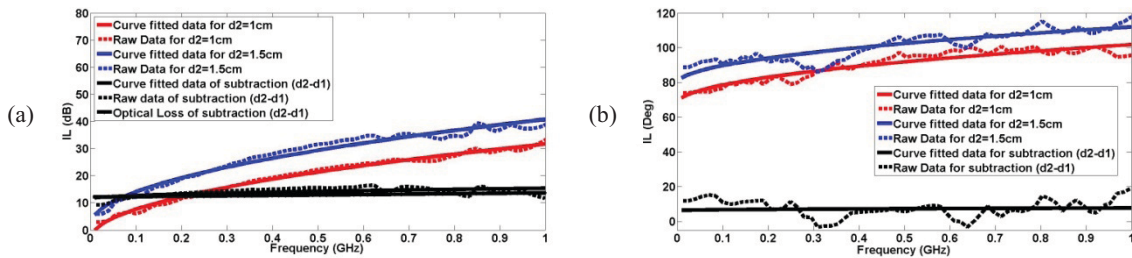 (a)
IL (dB)
80
70
60
50
40
30
20
10
0
Curve fitted data for d2=1cm
Raw Data for d2=1cm
Curve fitted data for d2=1.5cm
Raw Data for d2=1.5cm
Curve fitted data of subtraction (d2-d1)
Raw data of subtraction (d2-d1)
Optical Loss of subtraction (d2-d1)
0 0.1 0.2 0.3 0.4 0.5 0.6 0.7 0.8 0.9 1
Frequency (GHz)
(b)
IL (Deg)
120
100
80
60
40
20
0
Curve fitted data for d2=1cm
Raw Data for d2=1cm
Curve fitted data for d2=1.5cm
Raw Data for d2=1.5cm
Curve fitted data for subtraction (d2-d1)
Raw Data for subtraction (d2-d1)
0 0.1 0.2 0.3 0.4 0.5 0.6 0.7 0.8 0.9 1
Frequency (GHz)